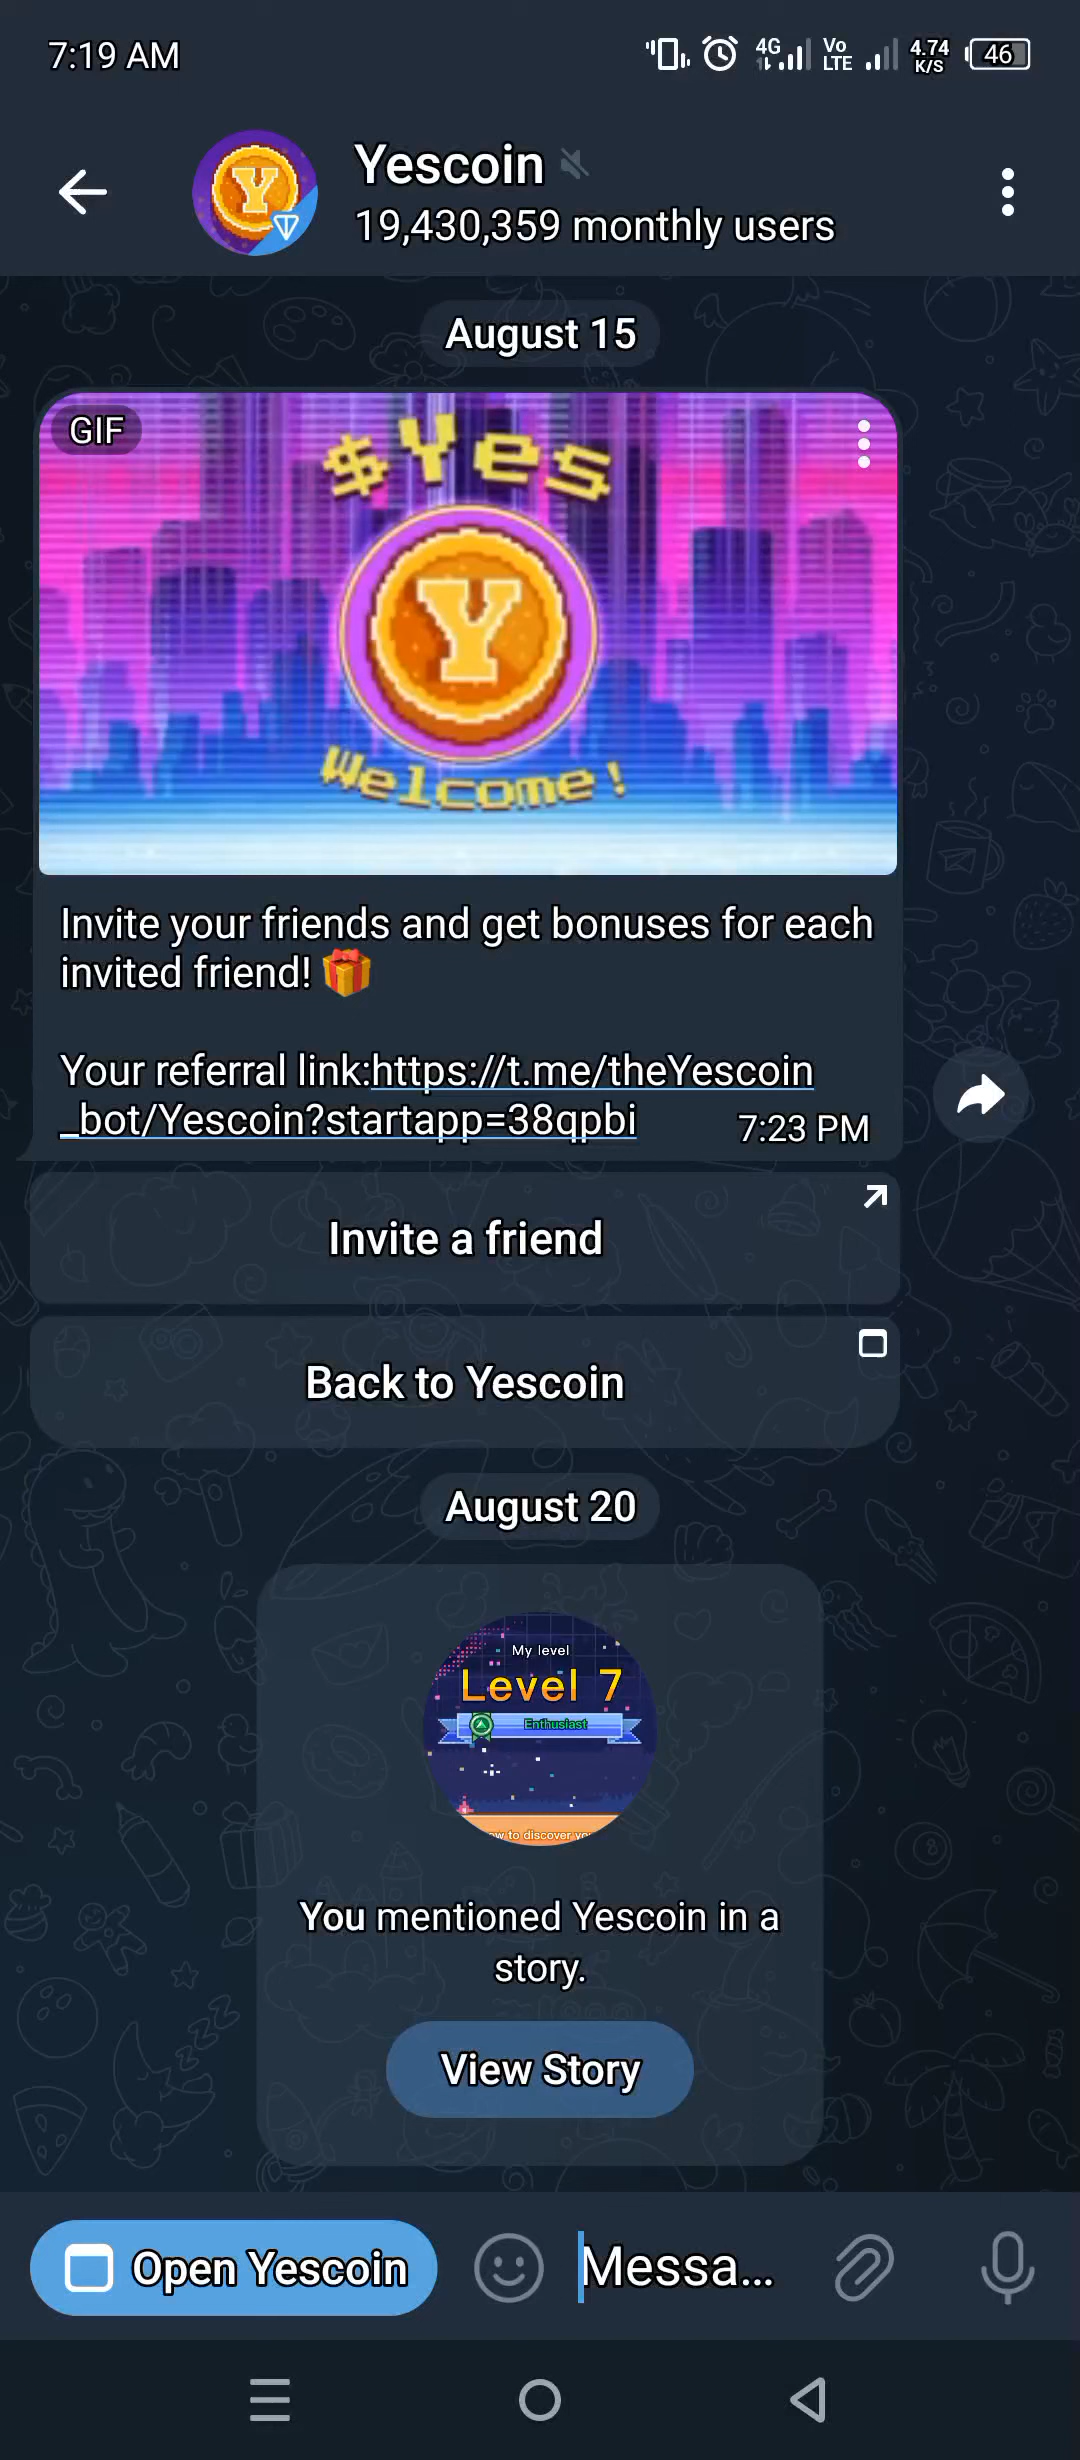 7:19 AM
4G
Vo
LTE
4.74
K/S
46
Yescoin
19,430,359 monthly users
August 15
GIF
$Yes
Y
Welcome!
Invite your friends and get bonuses for each
invited friend! 🎁
Your referral link:https://t.me/theYescoin
_bot/Yescoin?startapp=38qpbi
7:23 PM
Invite a friend
Back to Yescoin
August 20
My level
Level 7
Enthusiast
to discover
You mentioned Yescoin in a
story.
View Story
Open Yescoin
Messa...